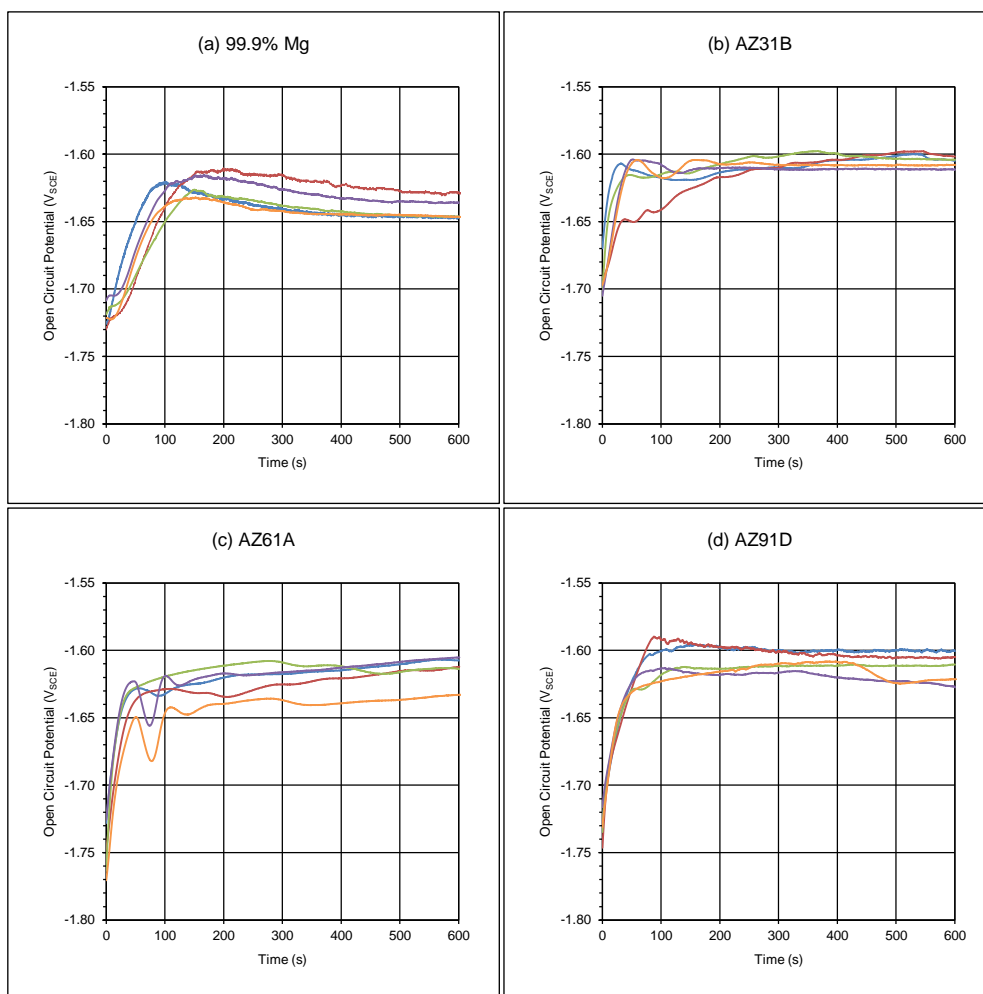 (a) 99.9% Mg
-1.55
-1.60
-1.65
-1.70
-1.75
-1.80
0 100 200 300 400 500 600
Open Circuit Potential (V_SCE)
Time (s)
(b) AZ31B
-1.55
-1.60
-1.65
-1.70
-1.75
-1.80
0 100 200 300 400 500 600
Open Circuit Potential (V_SCE)
Time (s)
(c) AZ61A
-1.55
-1.60
-1.65
-1.70
-1.75
-1.80
0 100 200 300 400 500 600
Open Circuit Potential (V_SCE)
Time (s)
(d) AZ91D
-1.55
-1.60
-1.65
-1.70
-1.75
-1.80
0 100 200 300 400 500 600
Open Circuit Potential (V_SCE)
Time (s)